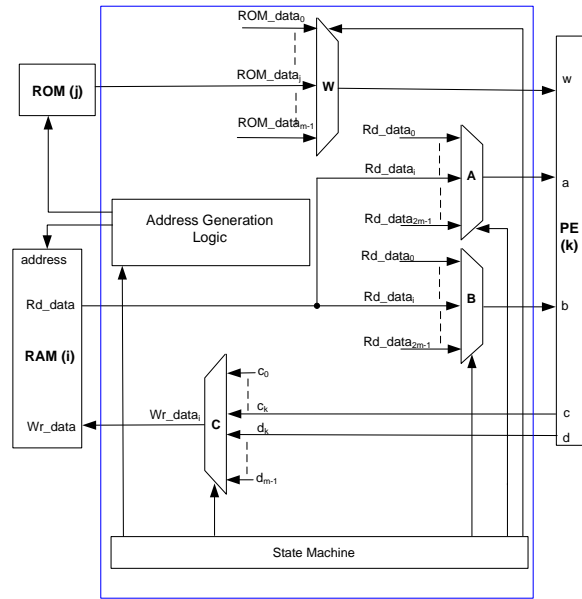 ROM_data₀
ROM (j)
ROM_dataⱼ
W
w
ROM_dataₘ₋₁
Rd_data₀
Rd_dataᵢ
A
a
Address Generation
Logic
Rd_data₂ₘ₋₁
PE
(k)
address
Rd_data₀
Rd_data
Rd_dataᵢ
B
b
RAM (i)
Rd_data₂ₘ₋₁
c₀
Wr_data
Wr_dataᵢ
C
cₖ
c
dₖ
d
dₘ₋₁
State Machine